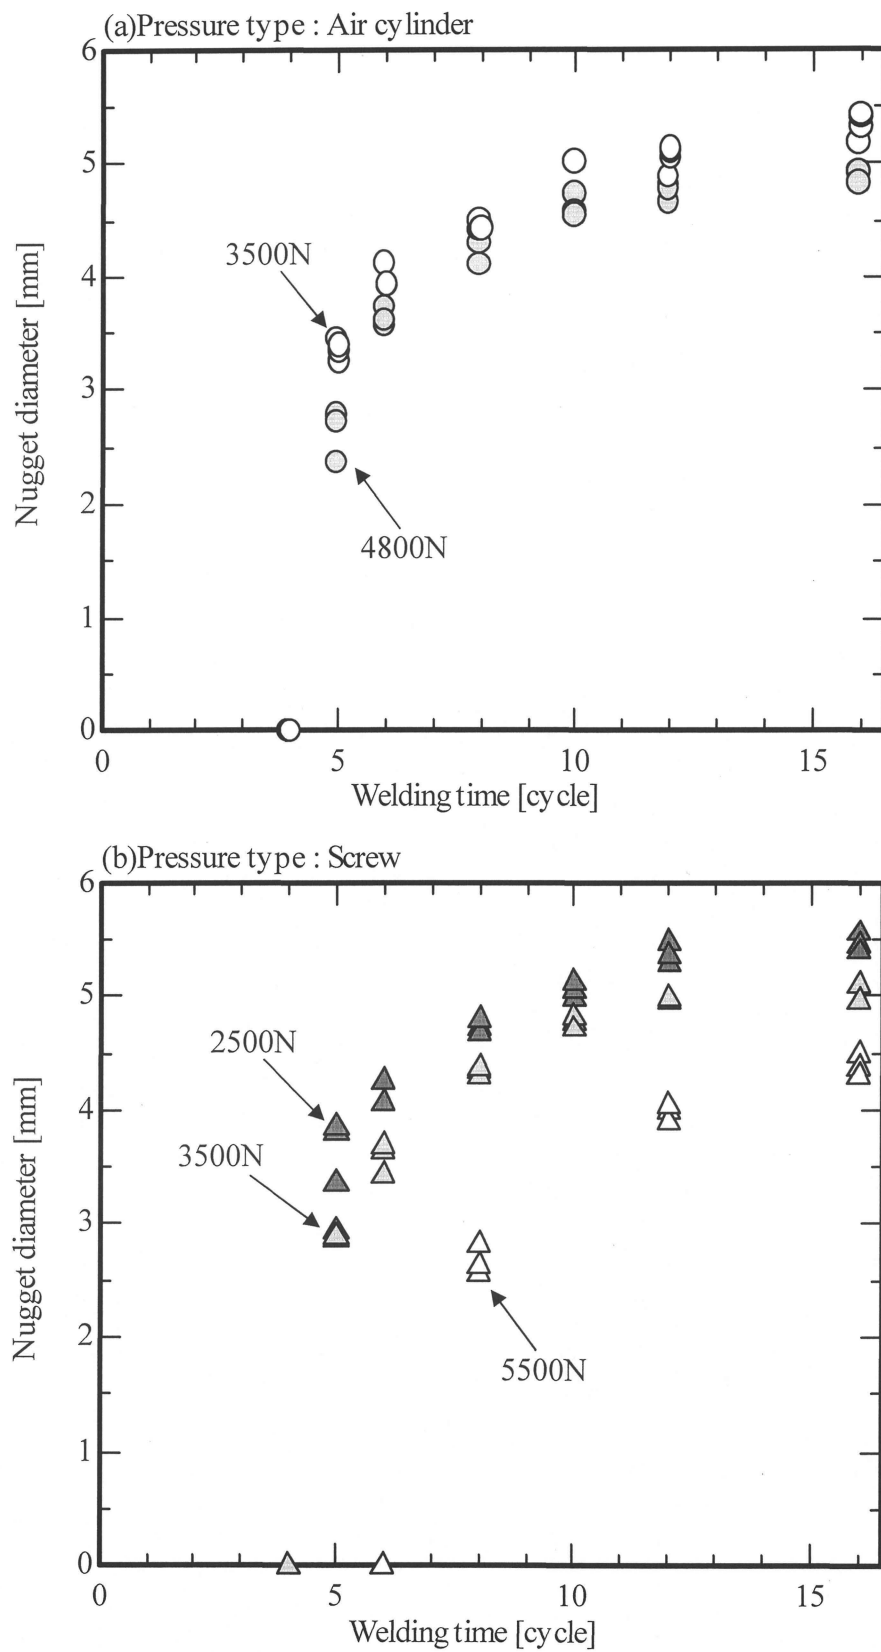 (a)Pressure type : Air cylinder
6
5
4
3
2
1
0
Nugget diameter [mm]
3500N
4800N
0 5 10 15
Welding time [cycle]
(b)Pressure type : Screw
6
5
4
3
2
1
0
Nugget diameter [mm]
2500N
3500N
5500N
0 5 10 15
Welding time [cycle]